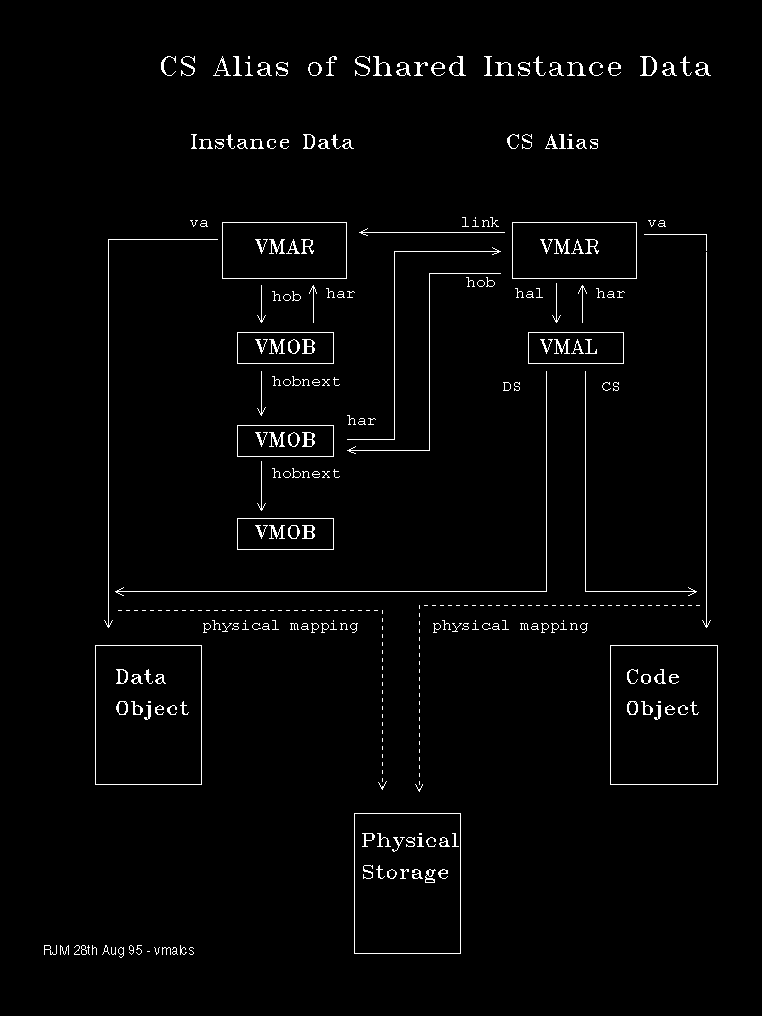 CS Alias of Shared Instance Data
Instance Data
CS Alias
va
link
va
VMAR
VMAR
hob
har
hob
hal
har
VMOB
VMAL
hobnext
DS
CS
har
VMOB
hobnext
VMOB
physical mapping
physical mapping
Data
Object
Code
Object
Physical
Storage
RJM 28th Aug 95 - vmalcs